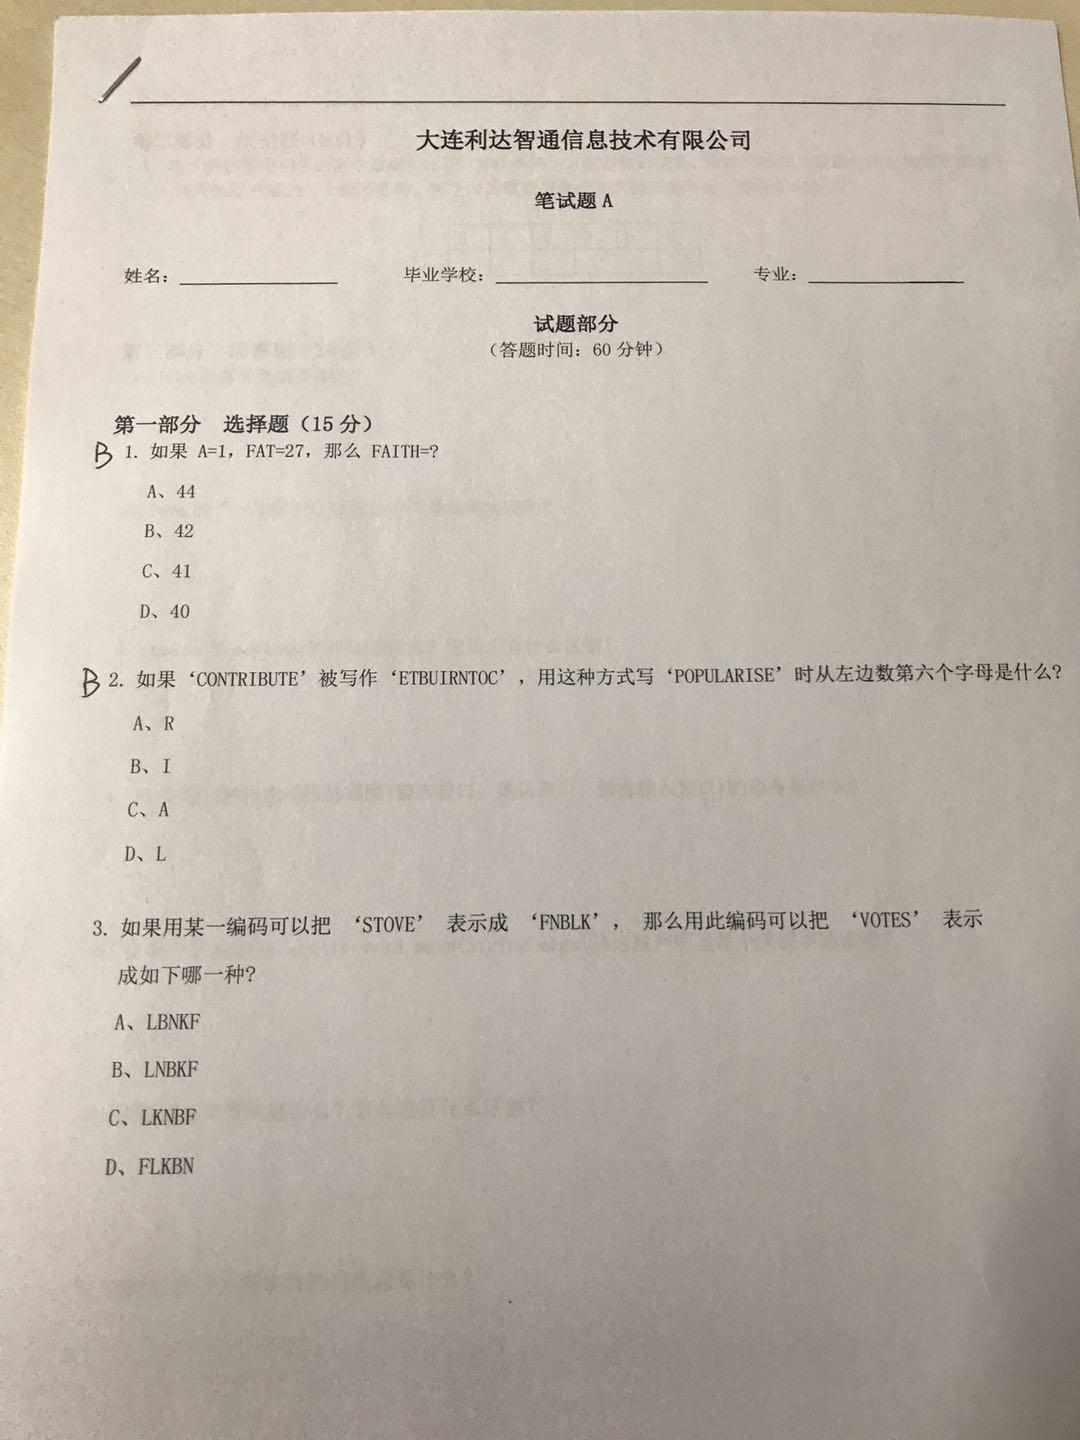 大连利达智通信息技术有限公司
笔试题 A
姓名： 毕业学校： 专业：
试题部分
（答题时间：60 分钟）
第一部分 选择题（15 分）
B 1. 如果 A=1，FAT=27，那么 FAITH=?
A、44
B、42
C、41
D、40
B 2. 如果‘CONTRIBUTE’被写作‘ETBUIRNTOC’，用这种方式写‘POPULARISE’时从左边数第六个字母是什么?
A、R
B、I
C、A
D、L
3. 如果用某一编码可以把 ‘STOVE’ 表示成 ‘FNBLK’， 那么用此编码可以把 ‘VOTES’ 表示
成如下哪一种?
A、LBNKF
B、LNBKF
C、LKNBF
D、FLKBN